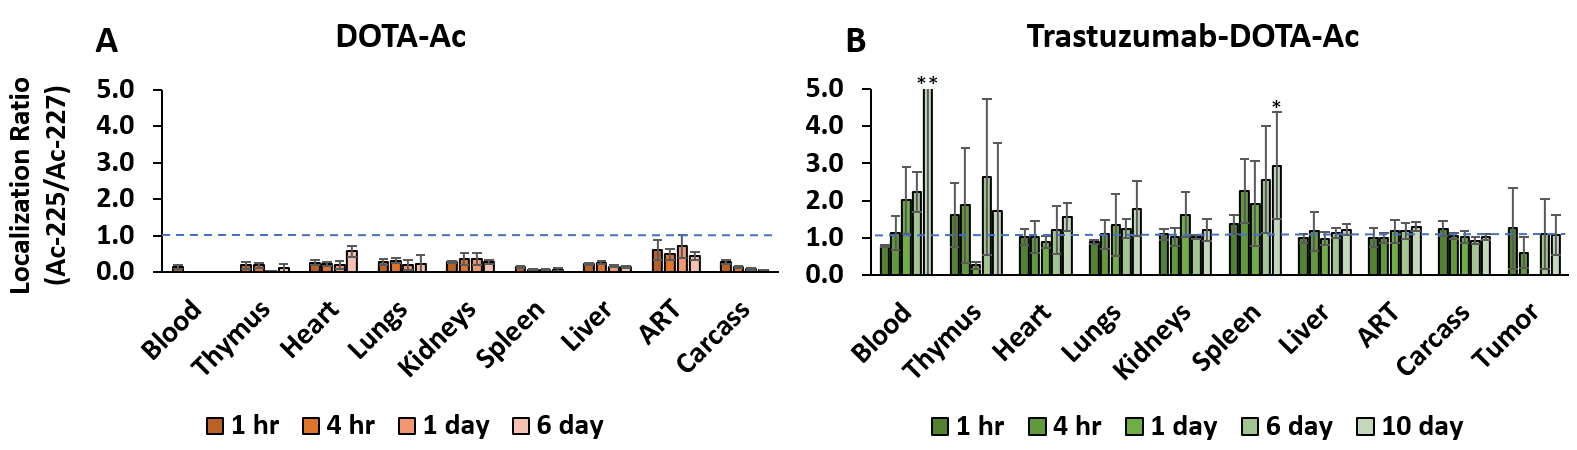 A
DOTA-Ac
Localization Ratio
(Ac-225/Ac-227)
5.0
4.0
3.0
2.0
1.0
0.0
Blood
Thymus
Heart
Lungs
Kidneys
Spleen
Liver
ART
Carcass
1 hr
4 hr
1 day
6 day
B
Trastuzumab-DOTA-Ac
5.0
4.0
3.0
2.0
1.0
0.0
* *
*
Blood
Thymus
Heart
Lungs
Kidneys
Spleen
Liver
ART
Carcass
Tumor
1 hr
4 hr
1 day
6 day
10 day